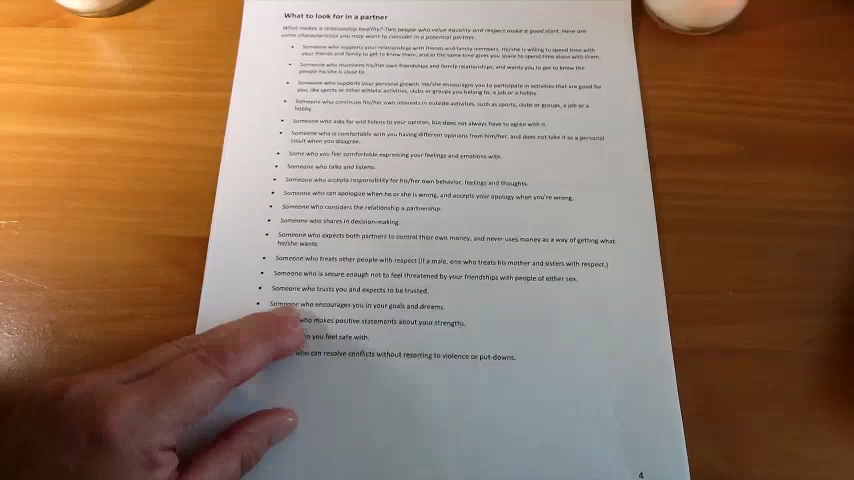 What to look for in a partner
What makes a relationship healthy? Two people who value equality and respect make a good start. Here are
some characteristics you may want to consider in a potential partner.
• Someone who supports your relationships with friends and family members. He/she is willing to spend time with
your friends and family to get to know them, and at the same time gives you space to spend time alone with them.
• Someone who maintains his/her own friendships and family relationships, and wants you to get to know the
people he/she is close to.
• Someone who supports your personal growth. He/she encourages you to participate in activities that are good for
you, like sports or other athletic activities, clubs or groups you belong to, a job or a hobby.
• Someone who continues his/her own interests in outside activities, such as sports, clubs or groups, a job or a
hobby.
• Someone who asks for and listens to your opinion, but does not always have to agree with it.
• Someone who is comfortable with you having different opinions from him/her, and does not take it as a personal
insult when you disagree.
• Some who you feel comfortable expressing your feelings and emotions with.
• Someone who talks and listens.
• Someone who accepts responsibility for his/her own behavior, feelings and thoughts.
• Someone who can apologize when he or she is wrong, and accepts your apology when you're wrong.
• Someone who considers the relationship a partnership.
• Someone who shares in decision-making.
• Someone who expects both partners to control their own money, and never uses money as a way of getting what
he/she wants.
• Someone who treats other people with respect (if a male, one who treats his mother and sisters with respect.)
• Someone who is secure enough not to feel threatened by your friendships with people of either sex.
• Someone who trusts you and expects to be trusted.
• Someone who encourages you in your goals and dreams.
who makes positive statements about your strengths.
you feel safe with.
who can resolve conflicts without resorting to violence or put-downs.
4